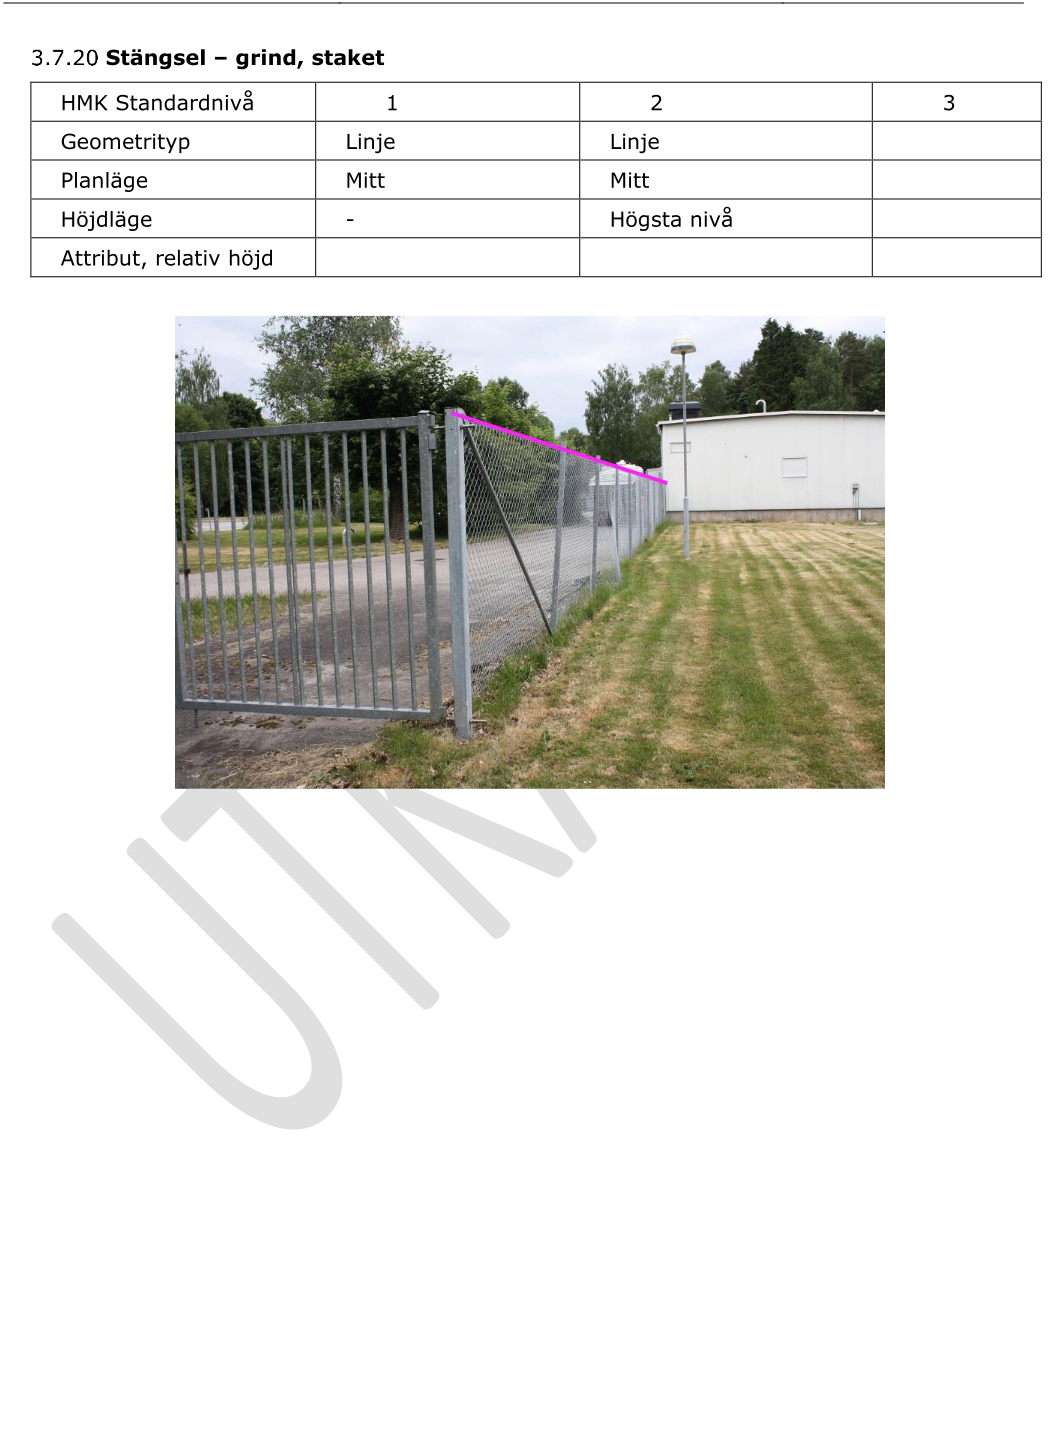 3.7.20 Stängsel – grind, staket
HMK Standardnivå 1 2 3
Geometrityp Linje Linje
Planläge Mitt Mitt
Höjdläge - Högsta nivå
Attribut, relativ höjd